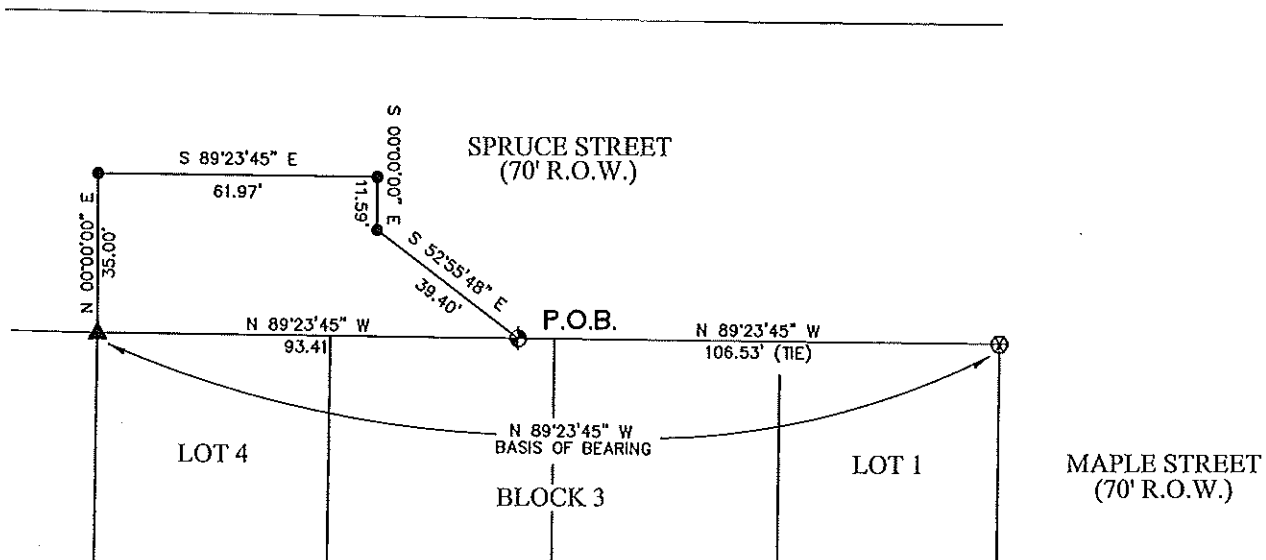 SPRUCE STREET
(70' R.O.W.)
S 89°23'45" E
61.97'
S 00°00'00" E
11.59'
N 00°00'00" E
35.00'
S 52°55'48" E
39.40'
N 89°23'45" W
93.41
P.O.B.
N 89°23'45" W
106.53' (TIE)
N 89°23'45" W
BASIS OF BEARING
LOT 4
BLOCK 3
LOT 1
MAPLE STREET
(70' R.O.W.)